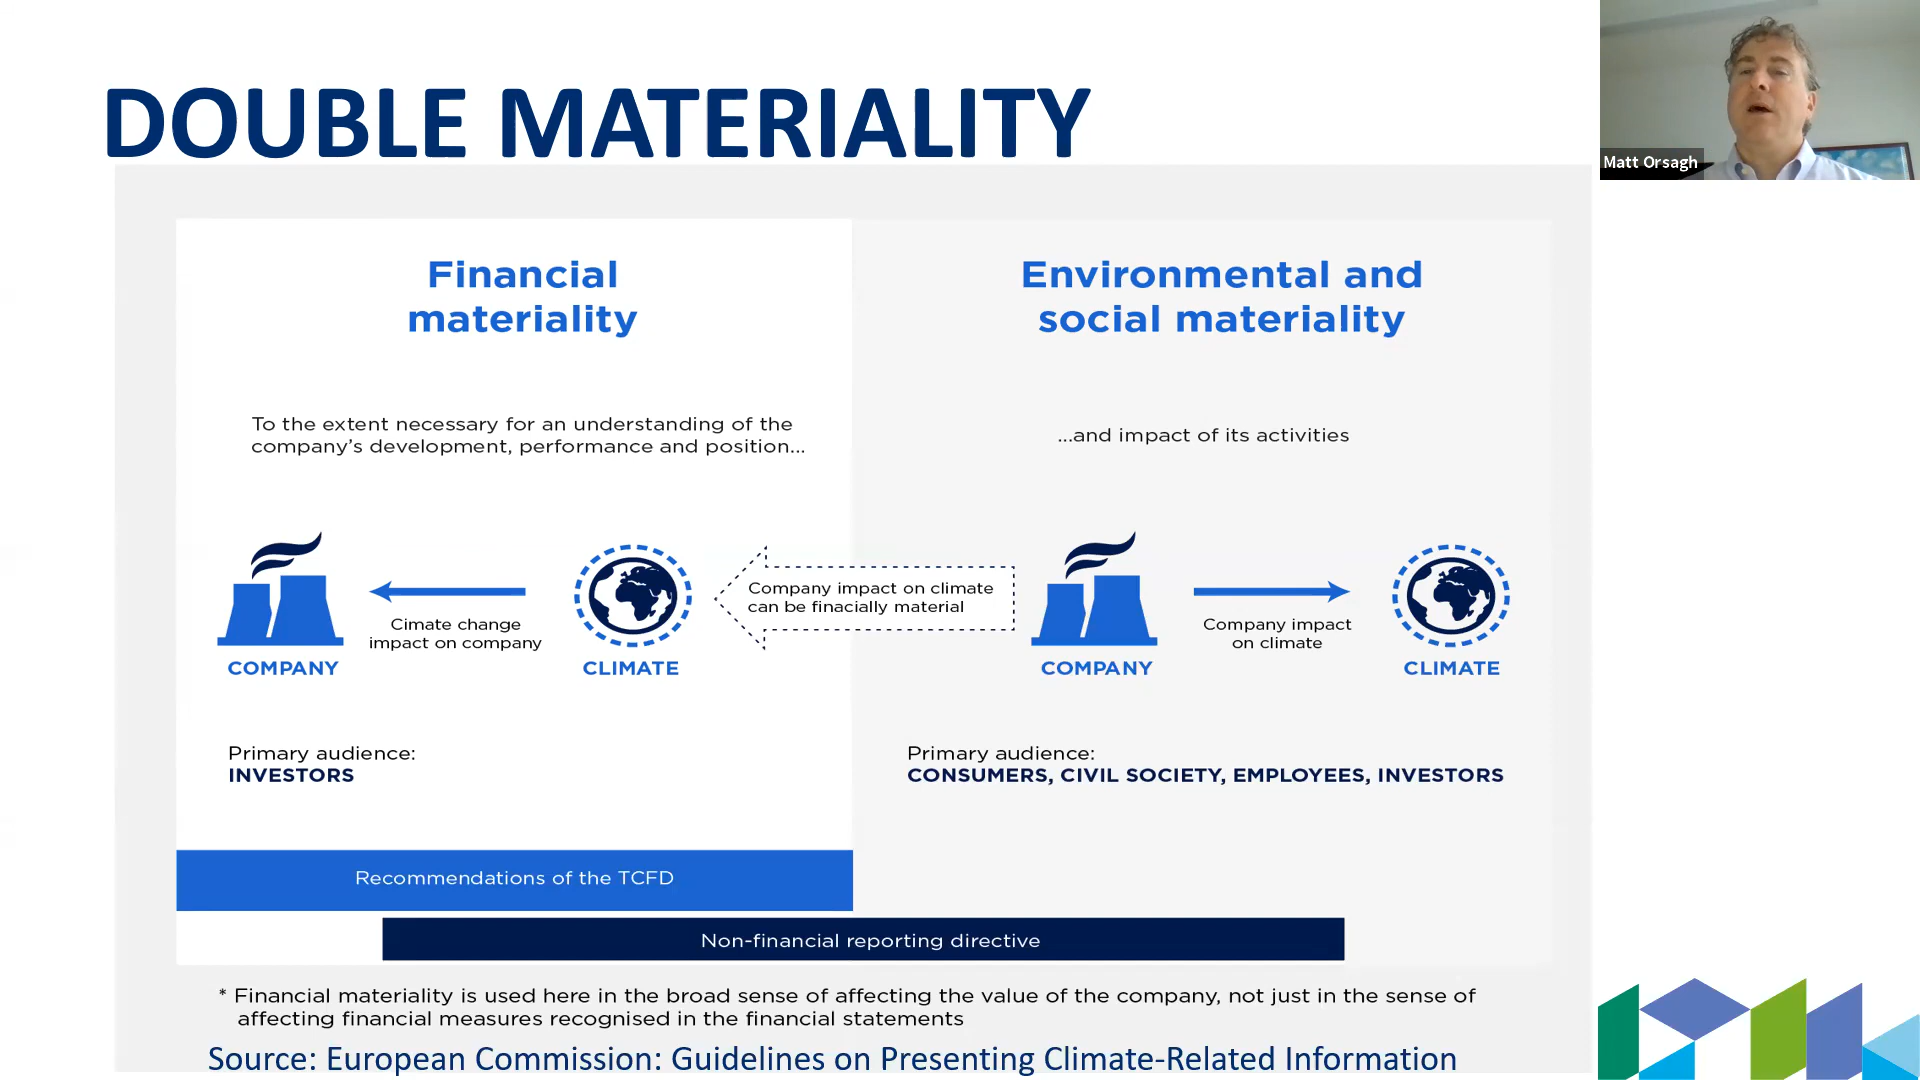 DOUBLE MATERIALITY
Matt Orsagh
Financial
materiality
To the extent necessary for an understanding of the
company's development, performance and position...
Environmental and
social materiality
...and impact of its activities
Cimate change
impact on company
COMPANY
CLIMATE
Company impact on climate
can be finacially material
Company impact
on climate
COMPANY
CLIMATE
Primary audience:
INVESTORS
Primary audience:
CONSUMERS, CIVIL SOCIETY, EMPLOYEES, INVESTORS
Recommendations of the TCFD
Non-financial reporting directive
* Financial materiality is used here in the broad sense of affecting the value of the company, not just in the sense of
affecting financial measures recognised in the financial statements
Source: European Commission: Guidelines on Presenting Climate-Related Information